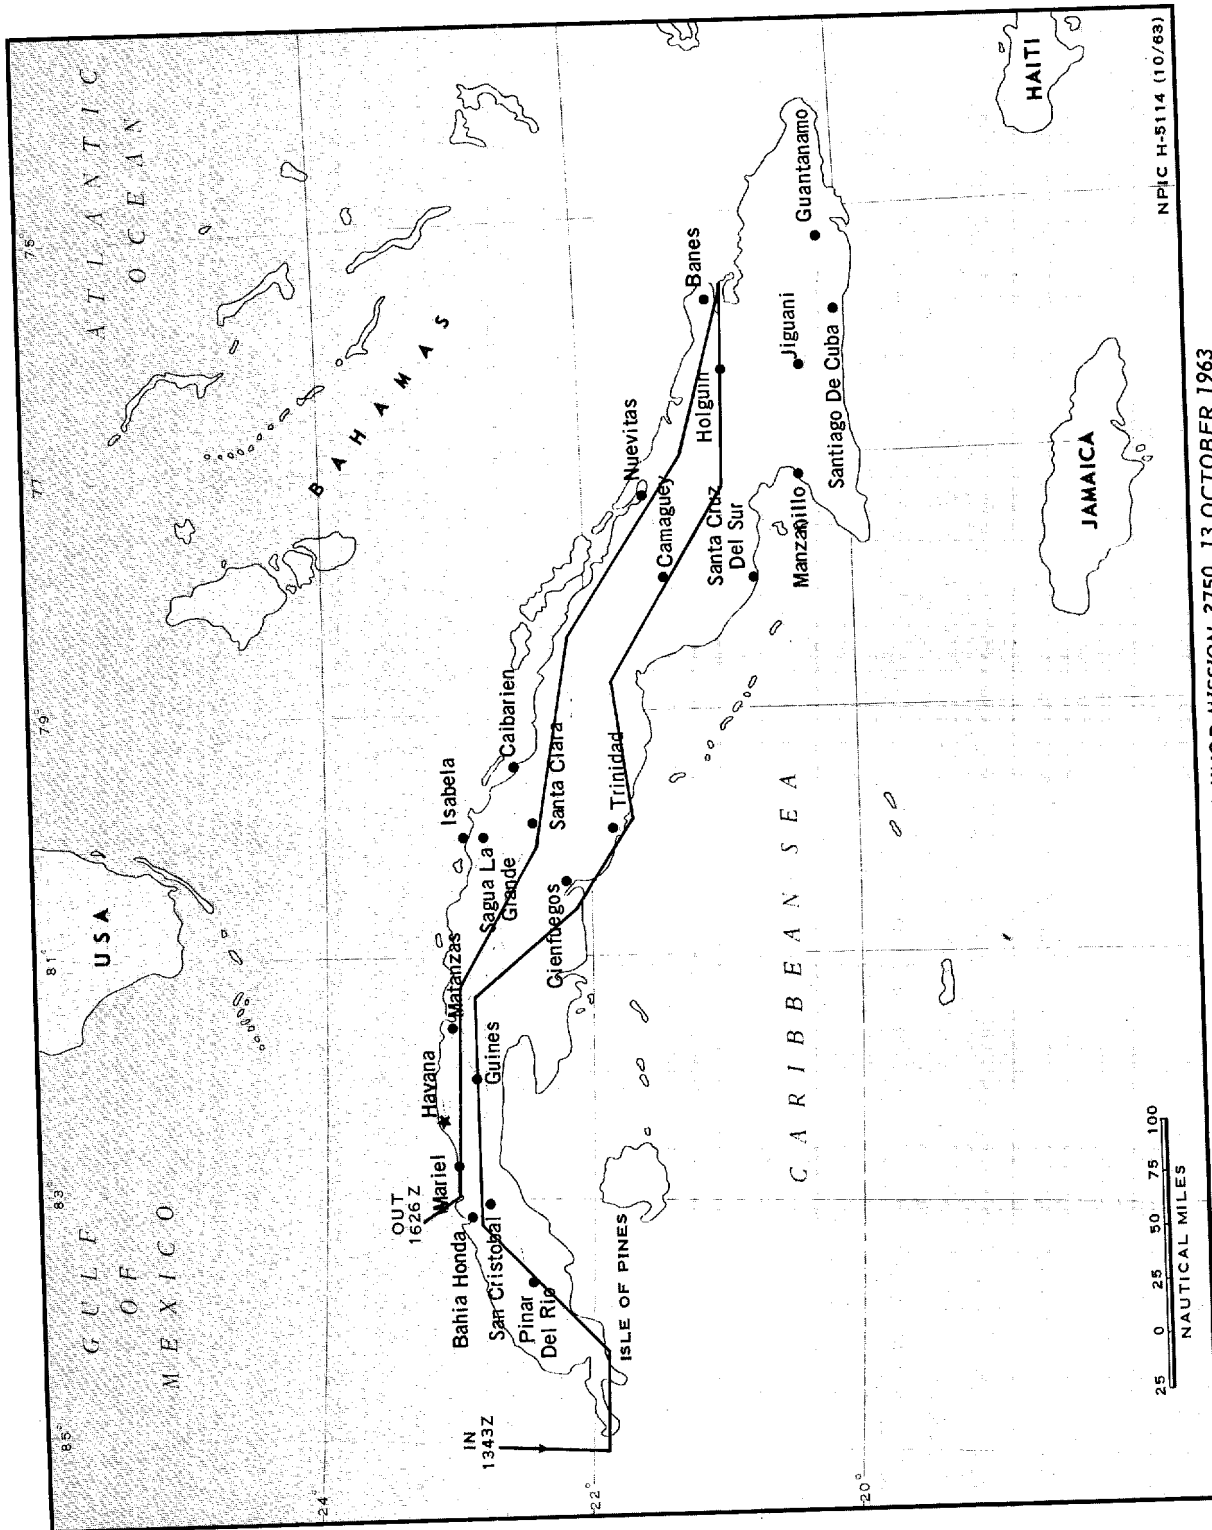 85°
83°
81°
79°
77°
75°
GULF
OF
MEXICO
USA
ATLANTIC
OCEAN
BAHAMAS
24°
22°
20°
IN
1343Z
OUT
1626Z
Mariel
Havana
Matanzas
Isabela
Sagua La
Grande
Caibarien
Bahia Honda
San Cristobal
Pinar
Del Rio
Guines
Cienfuegos
Santa Clara
Trinidad
Nuevitas
Camaguey
Santa Cruz
Del Sur
Holguin
Banes
Manzanillo
Jiguani
Santiago De Cuba
Guantanamo
ISLE OF PINES
CARIBBEAN SEA
JAMAICA
HAITI
25 0 25 50 75 100
NAUTICAL MILES
NPIC H-5114 (10/63)
MISSION 3750, 13 OCTOBER 1963